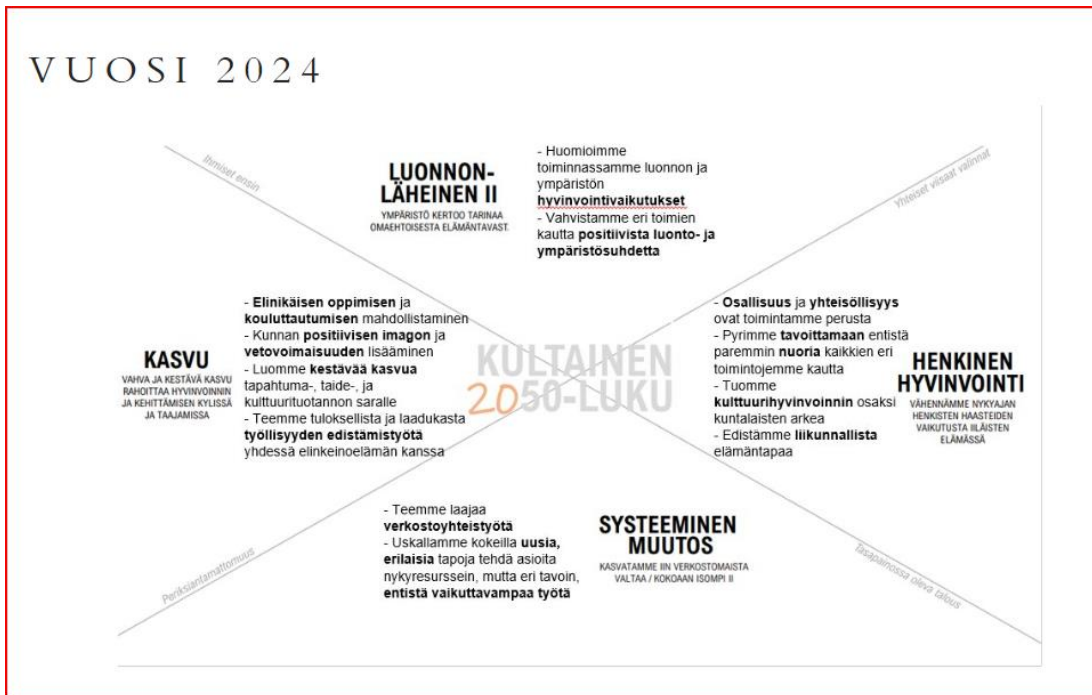 VUOSI 2024
Ihmiset ensin
LUONNON-
LÄHEINEN II
YMPÄRISTÖ KERTOO TARINAA
OMAEHTOISESTA ELÄMÄNTAVAST.
- Huomioimme
toiminnassamme luonnon ja
ympäristön
hyvinvointivaikutukset
- Vahvistamme eri toimien
kautta positiivista luonto- ja
ympäristösuhdetta
Yhteiset viisaat valinnat
KASVU
VAHVA JA KESTÄVÄ KASVU
RAHOITTAA HYVINVOINNIN
JA KEHITTÄMISEN KYLISSÄ
JA TAAJAMISSA
- Elinikäisen oppimisen ja
kouluttautumisen mahdollistaminen
- Kunnan positiivisen imagon ja
vetovoimaisuuden lisääminen
- Luomme kestävää kasvua
tapahtuma-, taide-, ja
kulttuurituotannon saralle
- Teemme tuloksellista ja laadukasta
työllisyyden edistämistyötä
yhdessä elinkeinoelämän kanssa
KULTAINEN
2050-LUKU
- Osallisuus ja yhteisöllisyys
ovat toimintamme perusta
- Pyrimme tavoittamaan entistä
paremmin nuoria kaikkien eri
toimintojemme kautta
- Tuomme
kulttuurihyvinvoinnin osaksi
kuntalaisten arkea
- Edistämme liikunnallista
elämäntapaa
HENKINEN
HYVINVOINTI
VÄHENNÄMME NYKYAJAN
HENKISTEN HAASTEIDEN
VAIKUTUSTA IILÄISTEN
ELÄMÄSSÄ
Periksiantamattomuus
- Teemme laajaa
verkostoyhteistyötä
- Uskallamme kokeilla uusia,
erilaisia tapoja tehdä asioita
nykyresurssein, mutta eri tavoin,
entistä vaikuttavampaa työtä
SYSTEEMINEN
MUUTOS
KASVATAMME IIN VERKOSTOMAISTA
VALTAA / KOKOAAN ISOMPI II
Tasapainossa oleva talous